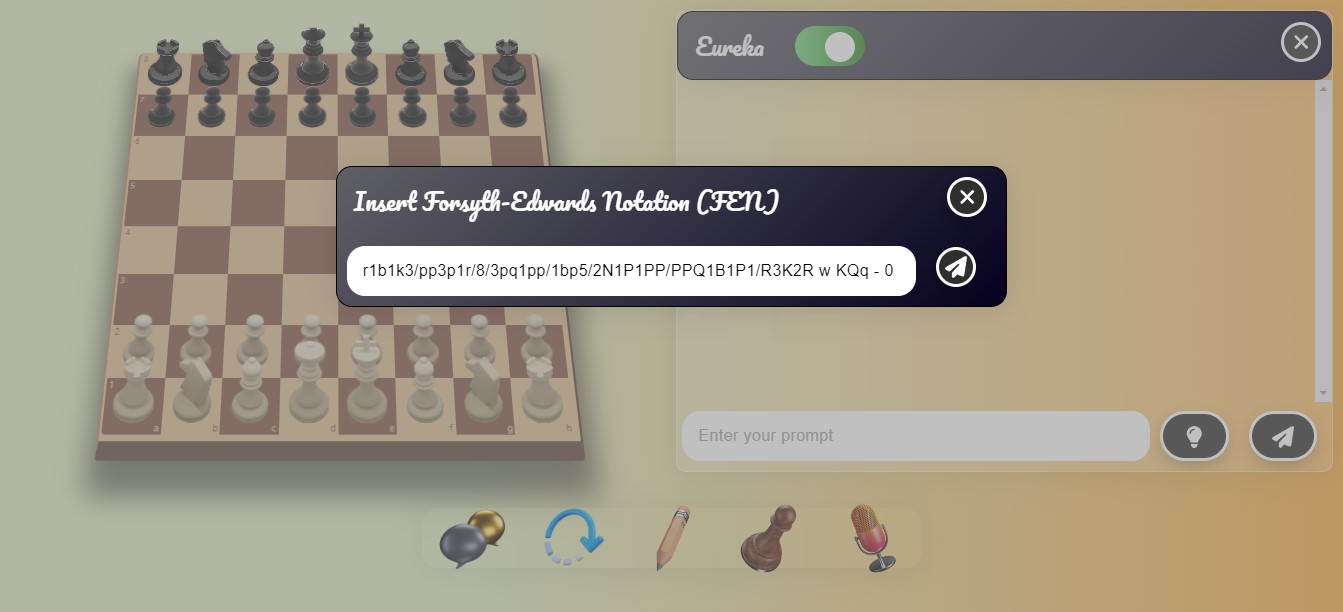 Eureka
Insert Forsyth-Edwards Notation (FEN)
r1b1k3/pp3p1r/8/3pq1pp/1bp5/2N1P1PP/PPQ1B1P1/R3K2R w KQq - 0
Enter your prompt
8
7
6
5
4
3
2
1
a b c d e f g h